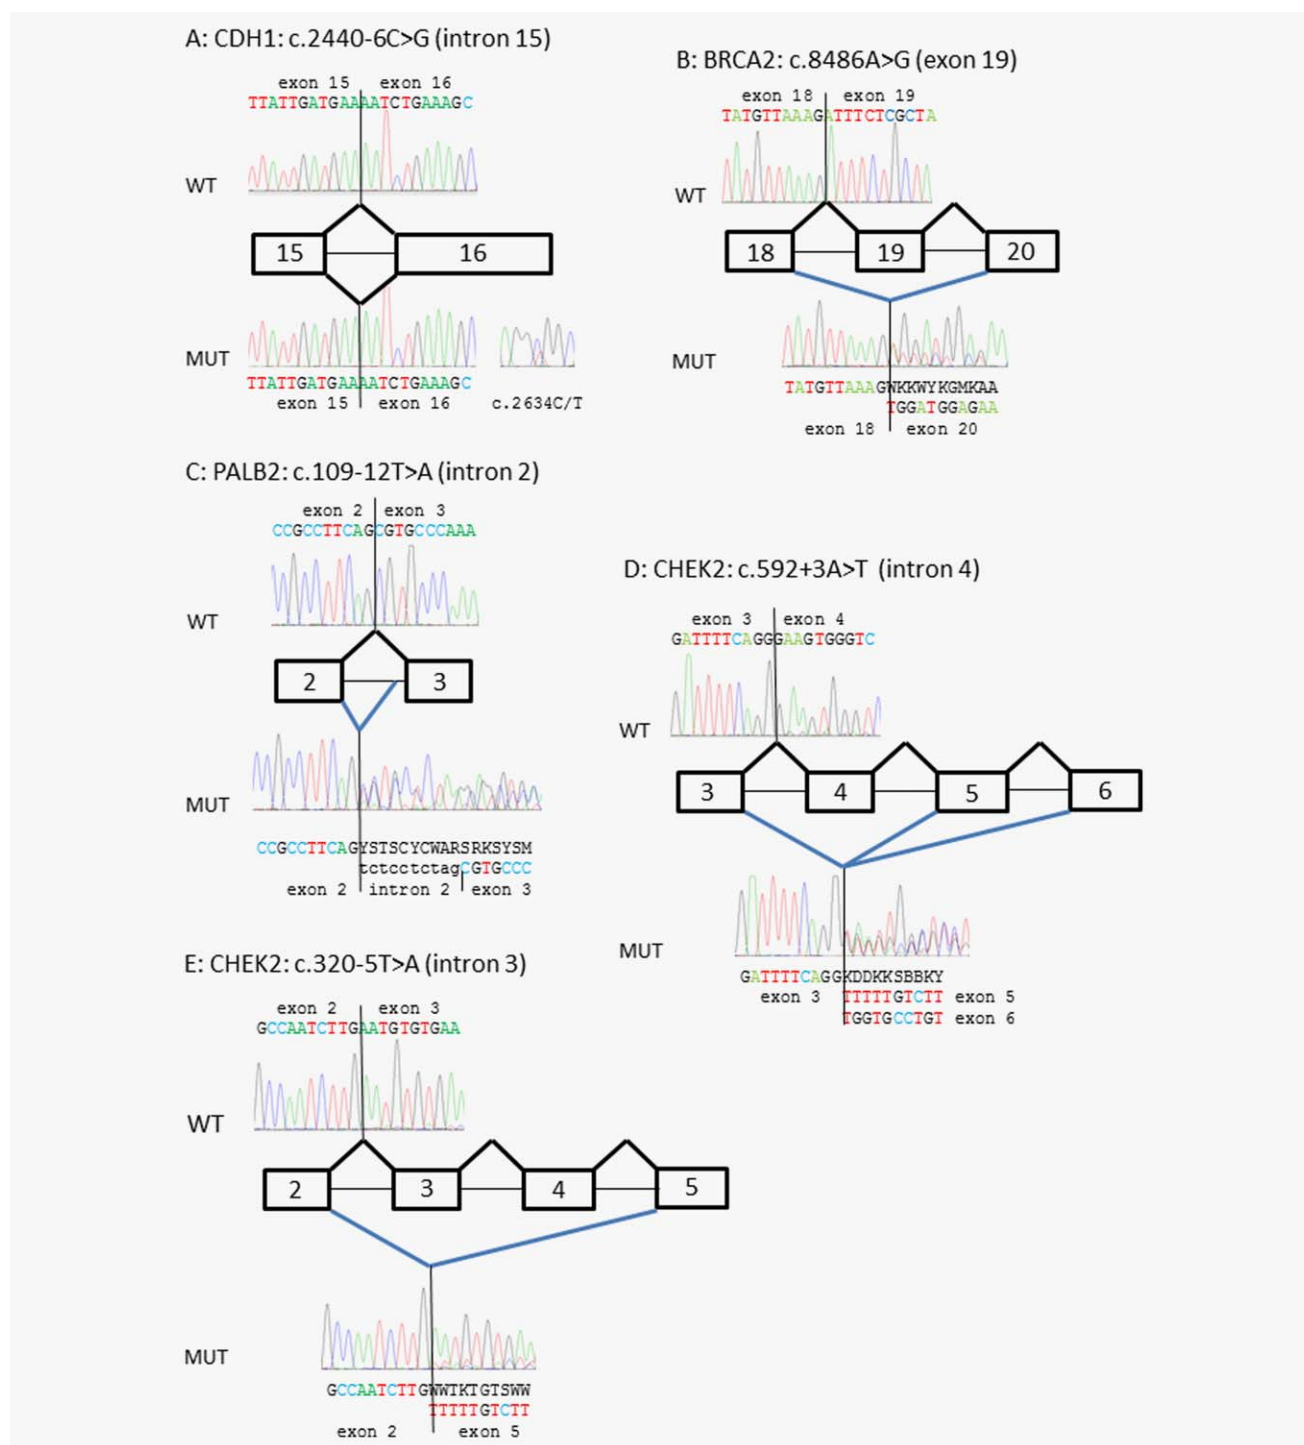 A: CDH1: c.2440-6C>G (intron 15)
exon 15 exon 16
TTATTGATGAAAATCTGAAAGC
WT
15 16
MUT
TTATTGATGAAAATCTGAAAGC
exon 15 exon 16 c.2634C/T
B: BRCA2: c.8486A>G (exon 19)
exon 18 exon 19
TATGTTAAAGATTTCTCGCTA
WT
18 19 20
MUT
TATGTTAAAGWKKWYKGMKAA
TGGATGGAGAA
exon 18 exon 20
C: PALB2: c.109-12T>A (intron 2)
exon 2 exon 3
CCGCCTTCAGCGTGCCCAAA
WT
2 3
MUT
CCGCCTTCAGYSTSCYCWARSRKSYSM
tctcctctagCGTGCCC
exon 2 intron 2 exon 3
D: CHEK2: c.592+3A>T (intron 4)
exon 3 exon 4
GATTTTCAGGGAAGTGGGTC
WT
3 4 5 6
MUT
GATTTTCAGGKDDKKSBBKY
exon 3 TTTTTGTCTT exon 5
TGGTGCCTGT exon 6
E: CHEK2: c.320-5T>A (intron 3)
exon 2 exon 3
GCCAATCTTGAATGTGTGAA
WT
2 3 4 5
MUT
GCCAATCTTGWWTKTGTSWW
TTTTTGTCTT
exon 2 exon 5